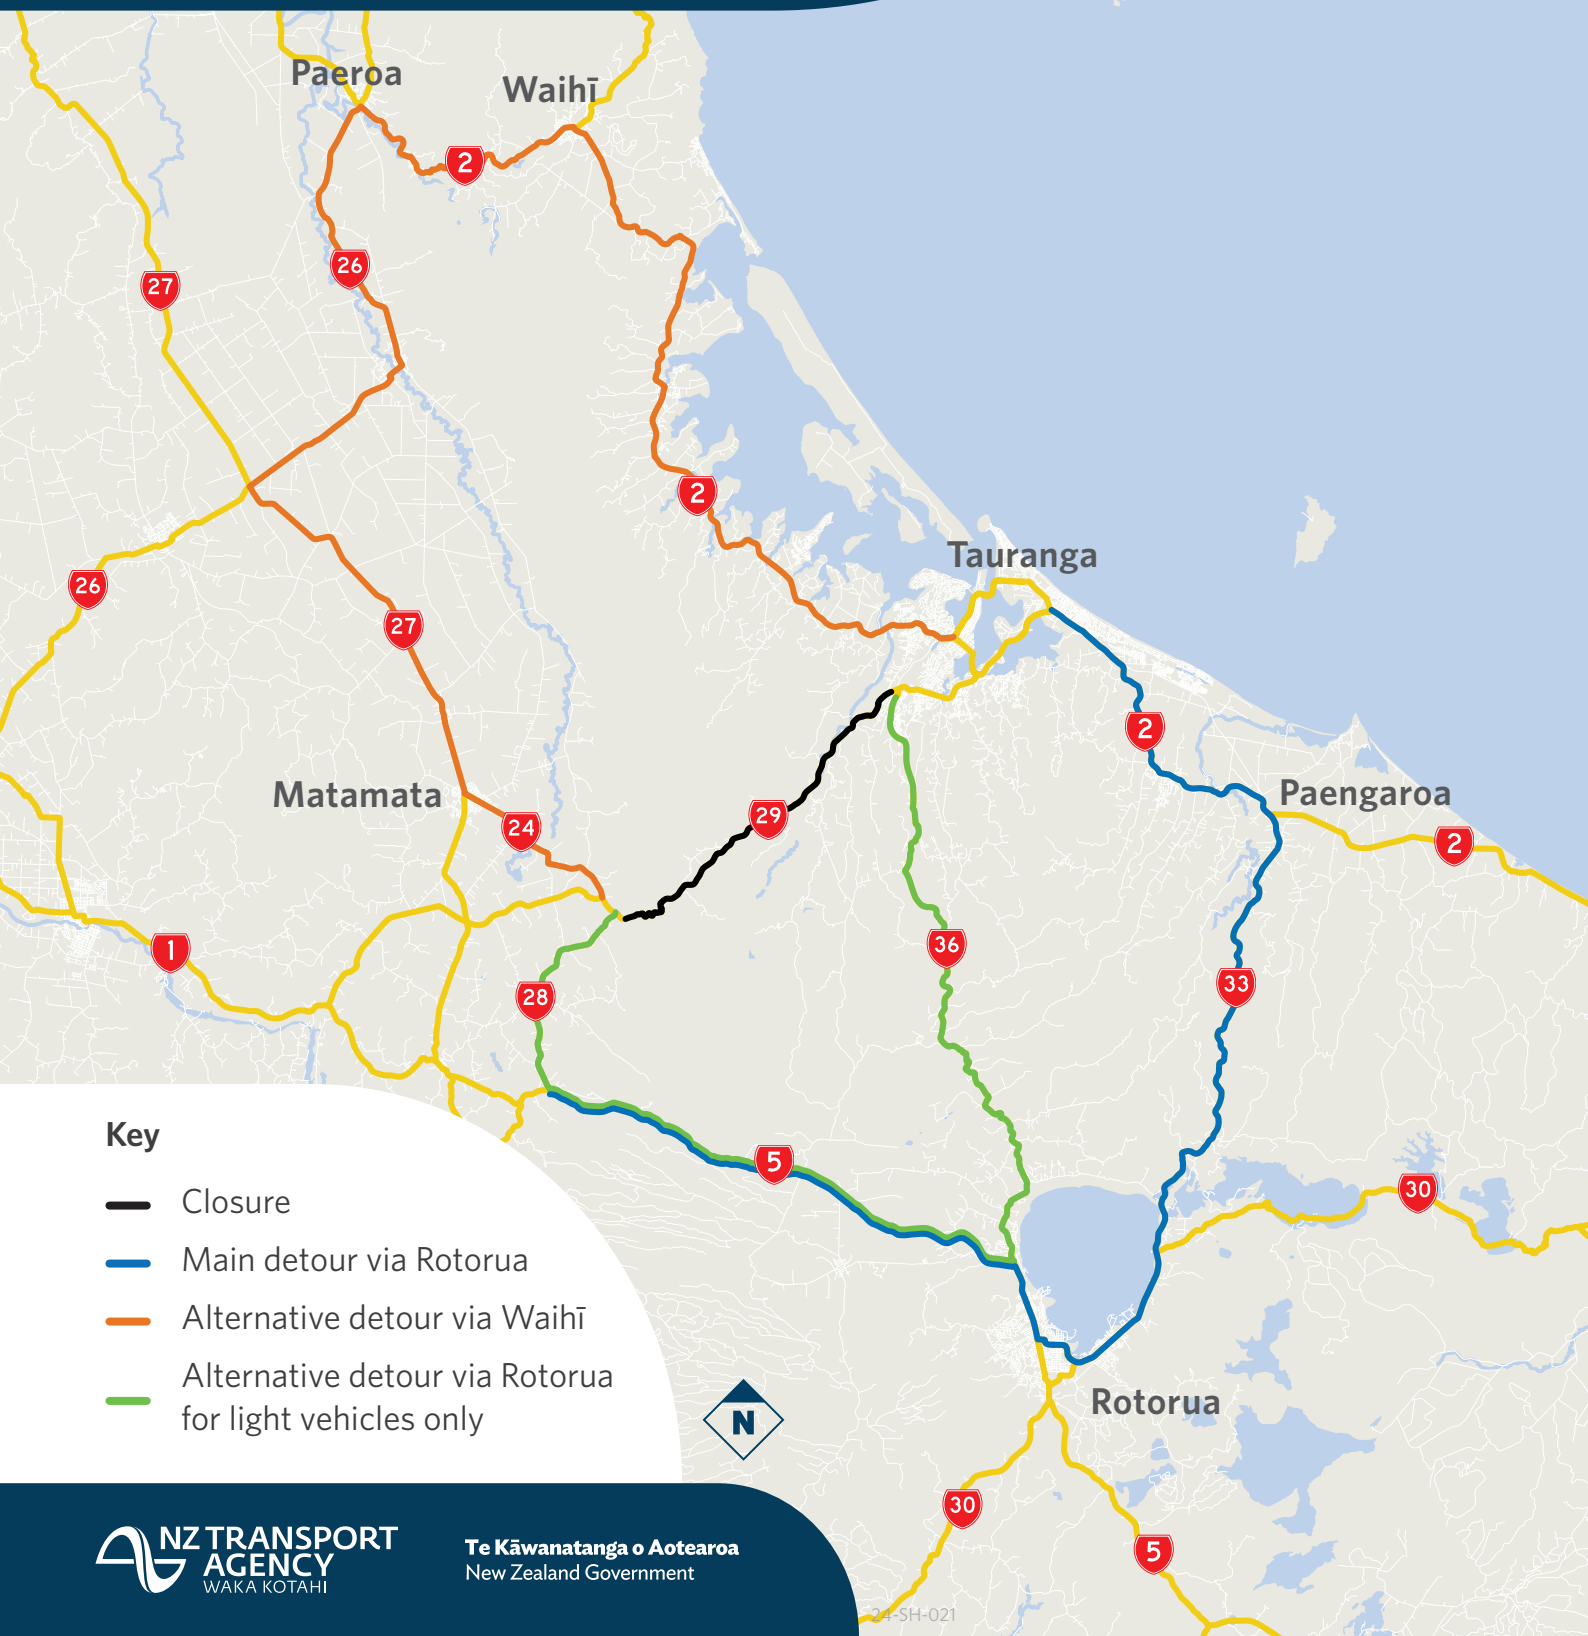 Paeroa
Waihī
2
26
27
2
Tauranga
26
27
2
Matamata
Paengaroa
24
29
2
1
36
28
33
Key
Closure
5
30
Main detour via Rotorua
Alternative detour via Waihī
Alternative detour via Rotorua
for light vehicles only
N
Rotorua
30
5
NZ TRANSPORT
AGENCY
WAKA KOTAHI
Te Kāwanatanga o Aotearoa
New Zealand Government
24-SH-021